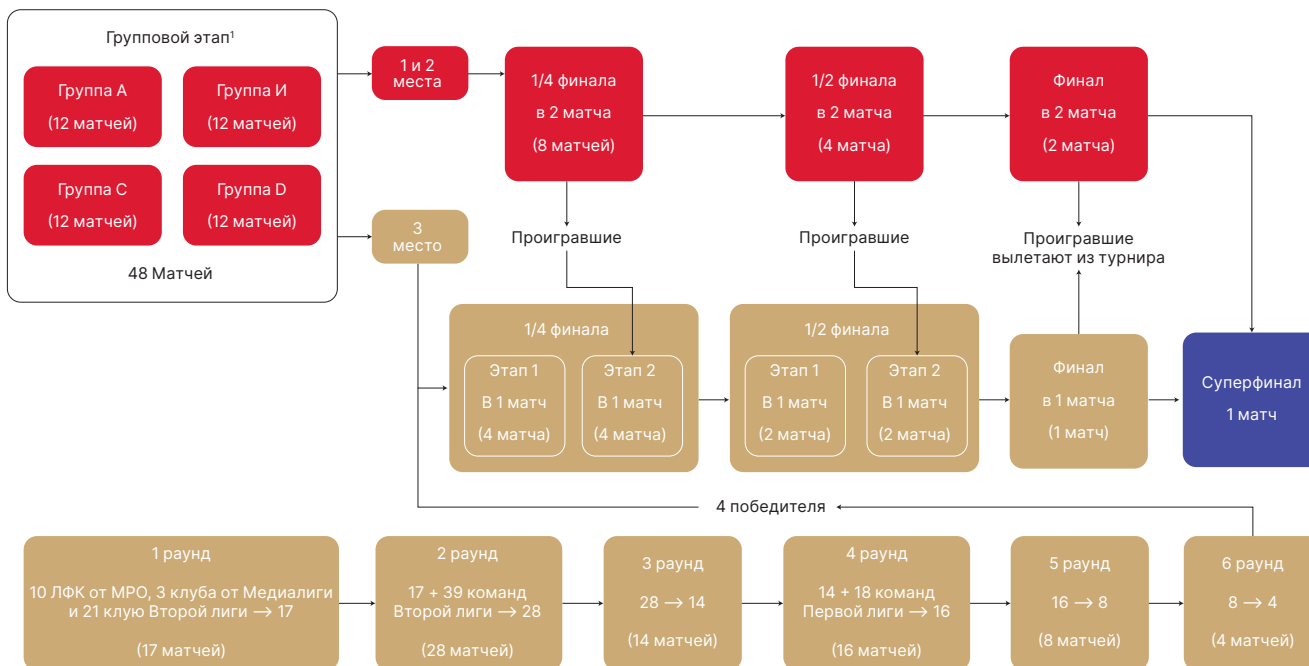 Групповой этап¹
Группа А
(12 матчей)
Группа И
(12 матчей)
Группа С
(12 матчей)
Группа D
(12 матчей)
48 Матчей
1 и 2
места
3
место
1/4 финала
в 2 матча
(8 матчей)
1/2 финала
в 2 матча
(4 матча)
Финал
в 2 матча
(2 матча)
Проигравшие
Проигравшие
Проигравшие
вылетают из турнира
1/4 финала
Этап 1
В 1 матч
(4 матча)
Этап 2
В 1 матч
(4 матча)
1/2 финала
Этап 1
В 1 матч
(2 матча)
Этап 2
В 1 матч
(2 матча)
Финал
в 1 матча
(1 матч)
Суперфинал
1 матч
4 победителя
1 раунд
10 ЛФК от МРО, 3 клуба от Медиалиги
и 21 клую Второй лиги → 17
(17 матчей)
2 раунд
17 + 39 команд
Второй лиги → 28
(28 матчей)
3 раунд
28 → 14
(14 матчей)
4 раунд
14 + 18 команд
Первой лиги → 16
(16 матчей)
5 раунд
16 → 8
(8 матчей)
6 раунд
8 → 4
(4 матчей)